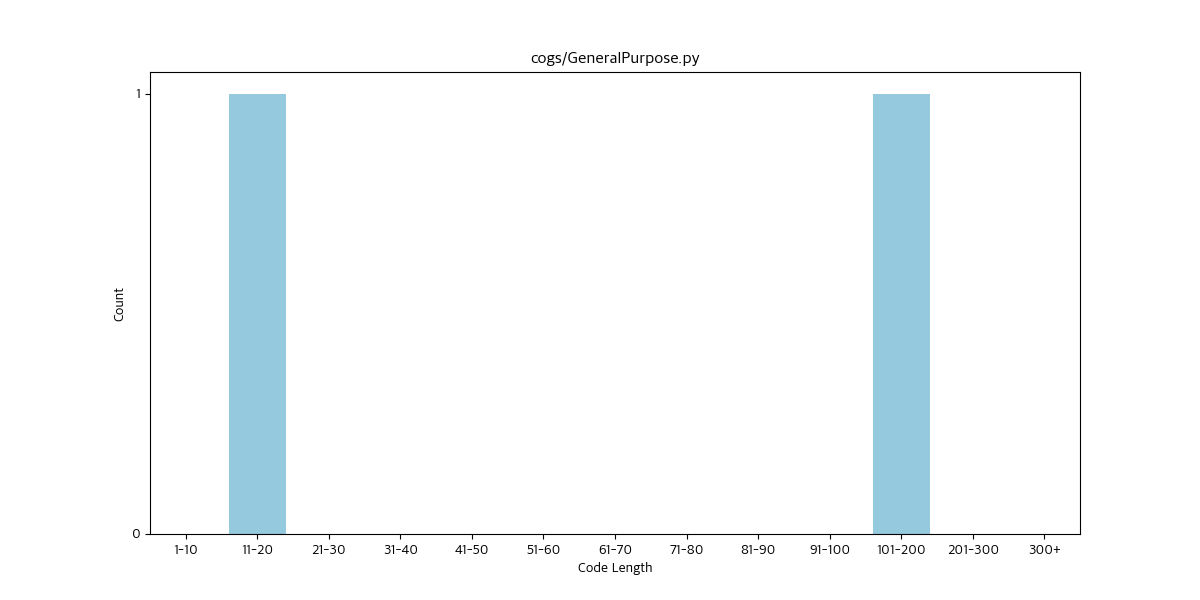 cogs/GeneralPurpose.py
1
Count
0
1-10 11-20 21-30 31-40 41-50 51-60 61-70 71-80 81-90 91-100 101-200 201-300 300+
Code Length